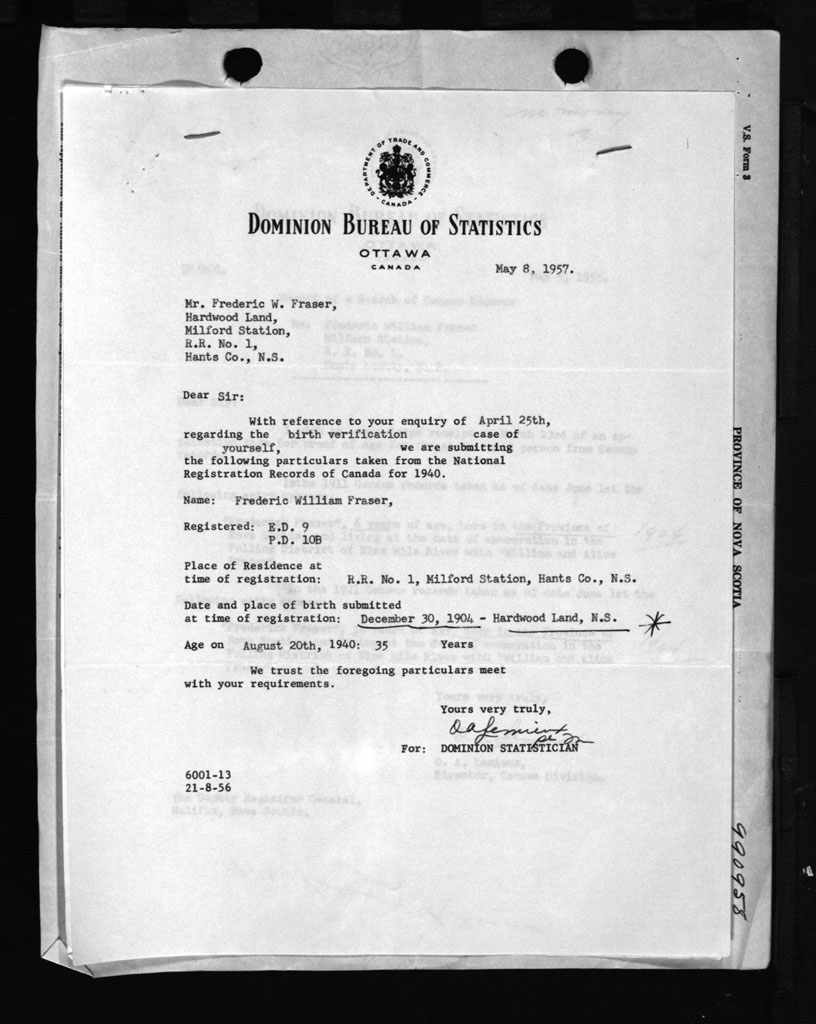 V.S. Form 3
DEPARTMENT OF TRADE AND COMMERCE
CANADA
DOMINION BUREAU OF STATISTICS
OTTAWA
CANADA
May 8, 1957.
Mr. Frederic W. Fraser,
Hardwood Land,
Milford Station,
R.R. No. 1,
Hants Co., N.S.
Dear Sir:
With reference to your enquiry of April 25th,
regarding the birth verification case of
yourself, we are submitting
the following particulars taken from the National
Registration Records of Canada for 1940.
Name: Frederic William Fraser,
Registered: E.D. 9
P.D. 10B
Place of Residence at
time of registration: R.R. No. 1, Milford Station, Hants Co., N.S.
Date and place of birth submitted
at time of registration: December 30, 1904 - Hardwood Land, N.S. *
Age on August 20th, 1940: 35 Years
We trust the foregoing particulars meet
with your requirements.
Yours very truly,
OALemieux
For: DOMINION STATISTICIAN
6001-13
21-8-56
PROVINCE OF NOVA SCOTIA
990958